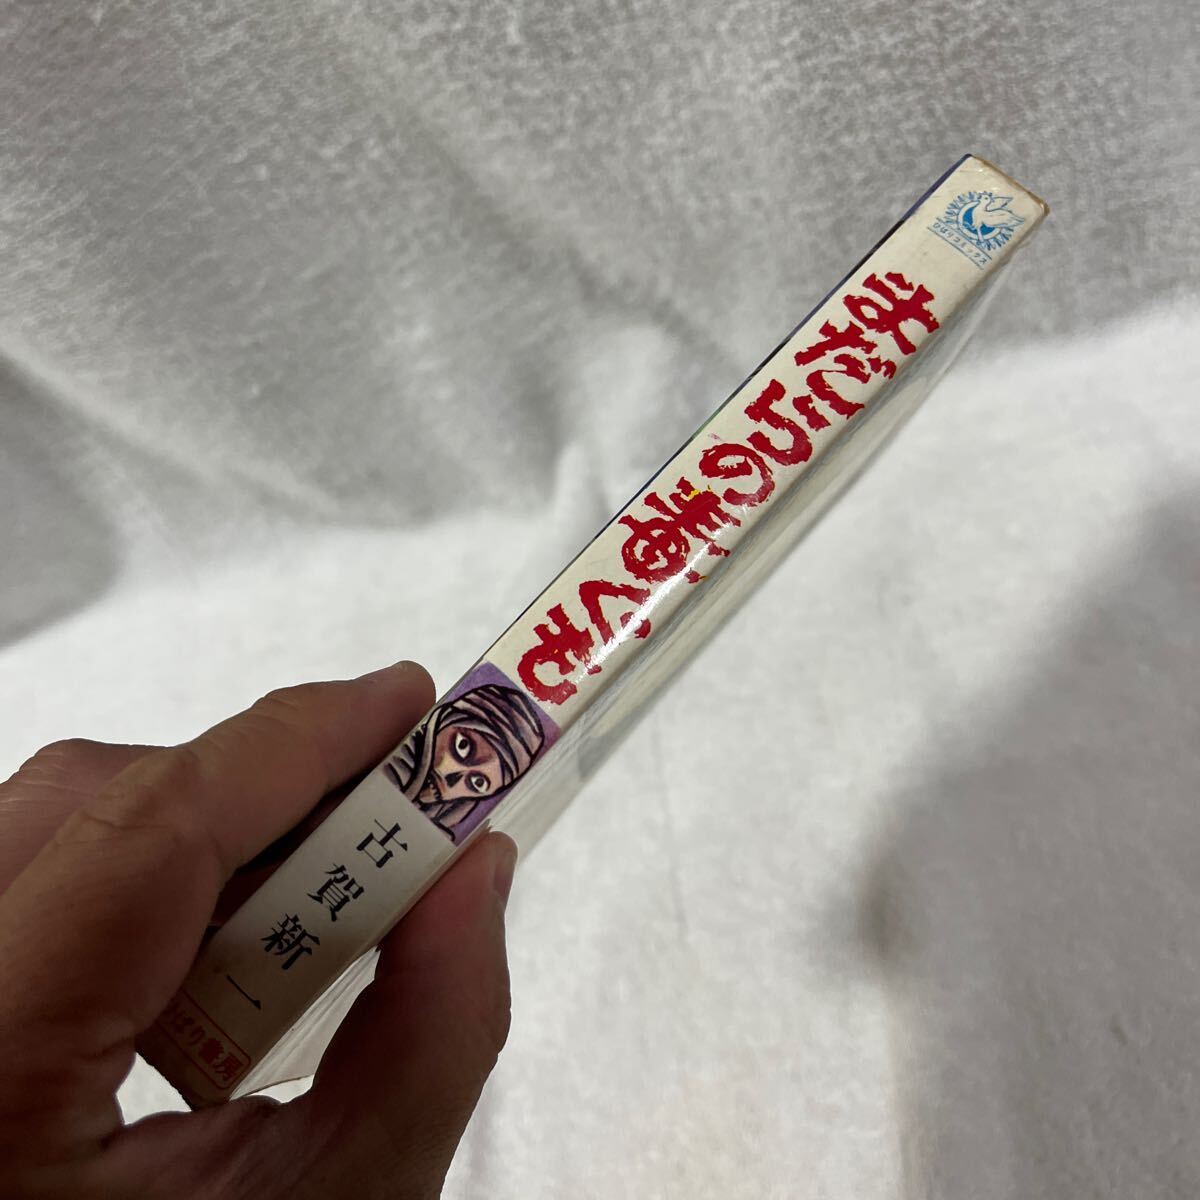 ひばりコミックス
まだらの毒ぐも
古賀新一
ひばり書房